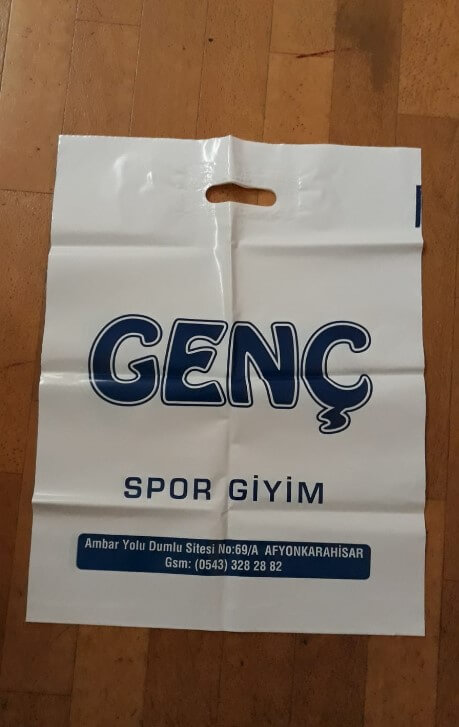 GENÇ
SPOR GİYİM
Ambar Yolu Dumlu Sitesi No:69/A AFYONKARAHİSAR
Gsm: (0543) 328 28 82